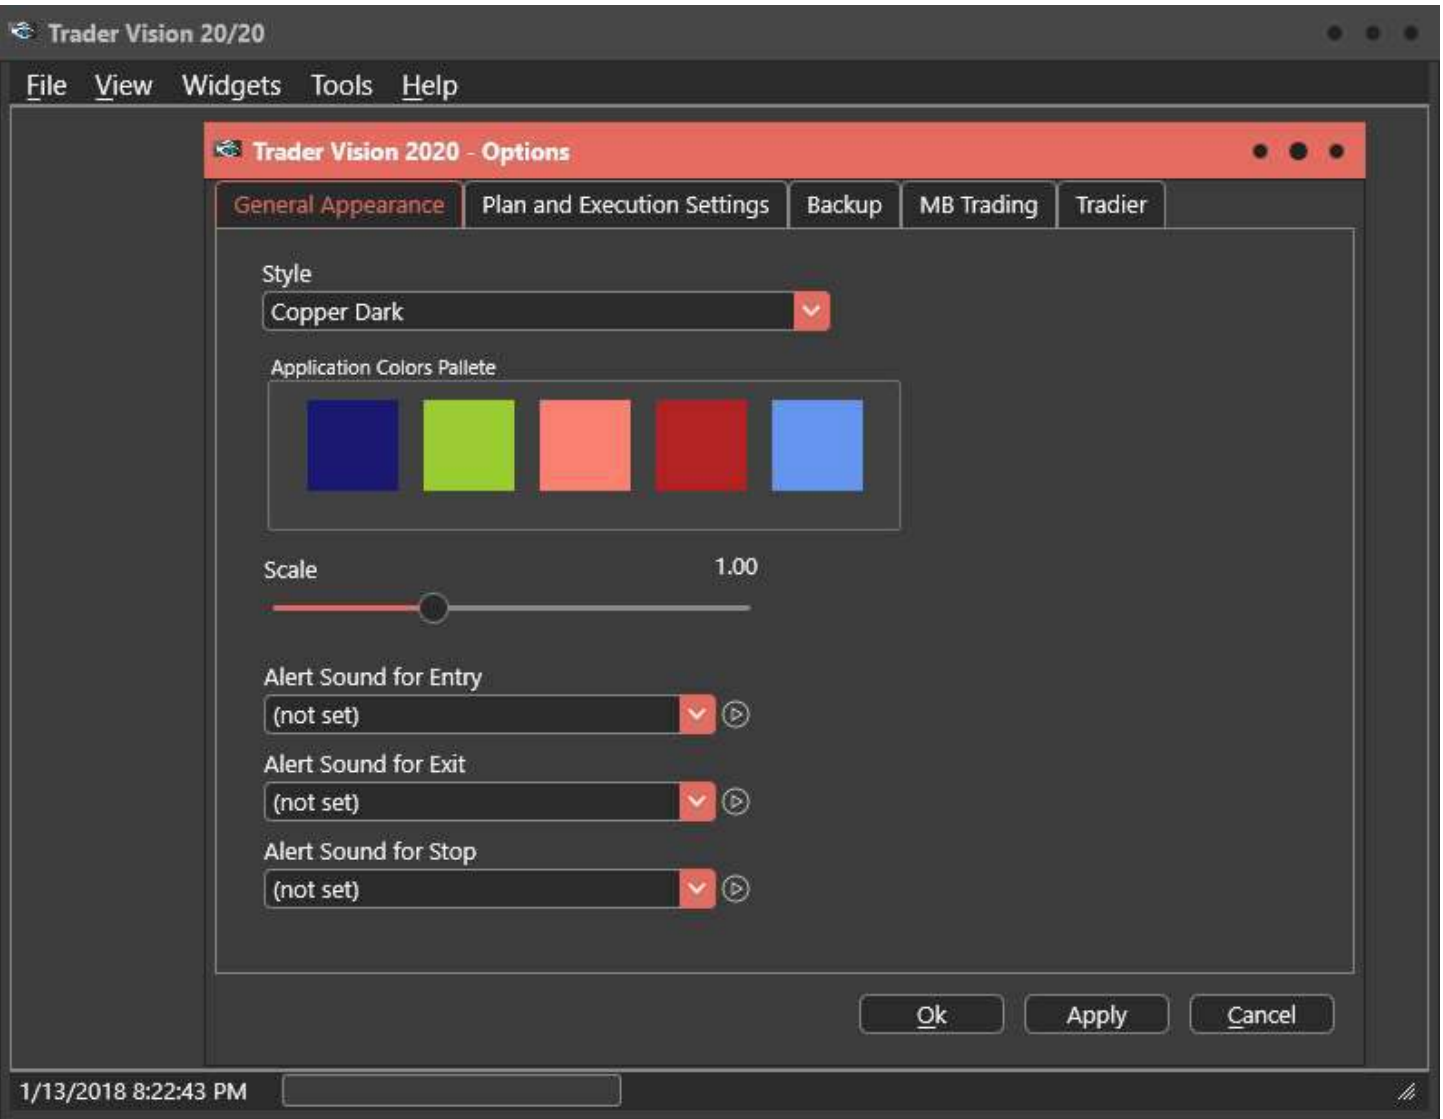 Trader Vision 20/20
File View Widgets Tools Help
Trader Vision 2020 - Options
General Appearance Plan and Execution Settings Backup MB Trading Tradier
Style
Copper Dark
Application Colors Pallete
Scale 1.00
Alert Sound for Entry
(not set)
Alert Sound for Exit
(not set)
Alert Sound for Stop
(not set)
Ok Apply Cancel
1/13/2018 8:22:43 PM